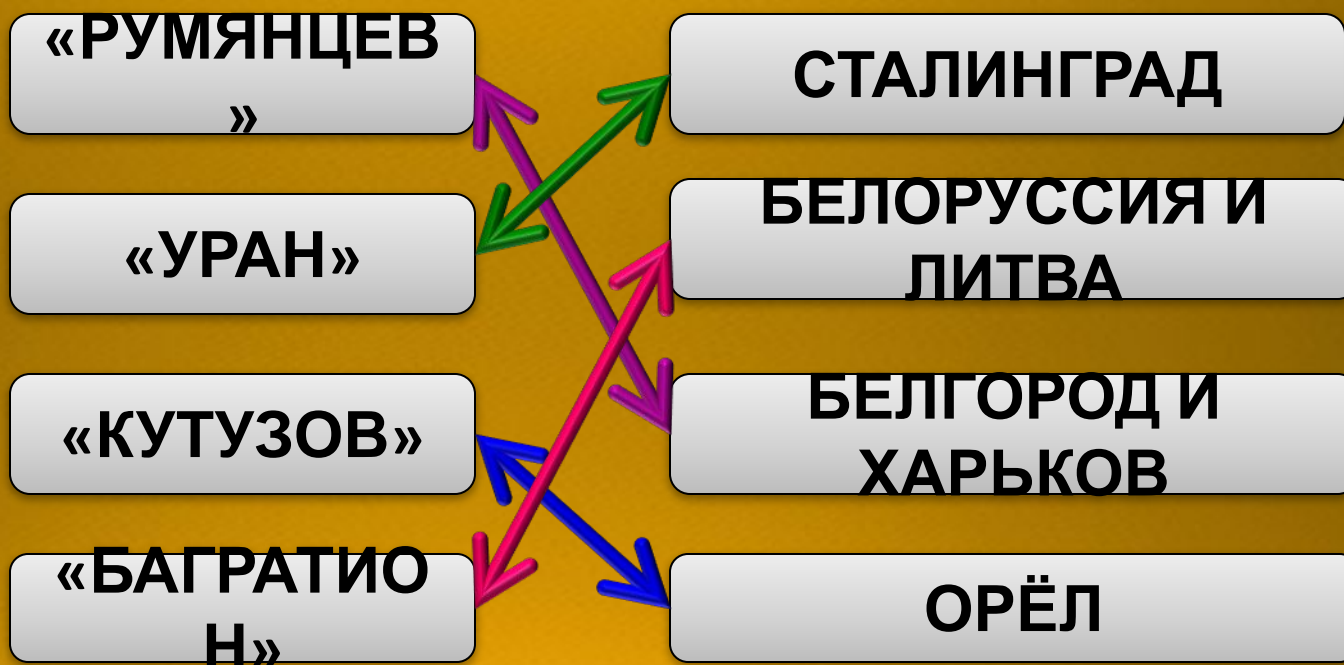 «РУМЯНЦЕВ
»
СТАЛИНГРАД
«УРАН»
БЕЛОРУССИЯ И
ЛИТВА
«КУТУЗОВ»
БЕЛГОРОД И
ХАРЬКОВ
«БАГРАТИО
Н»
ОРЁЛ